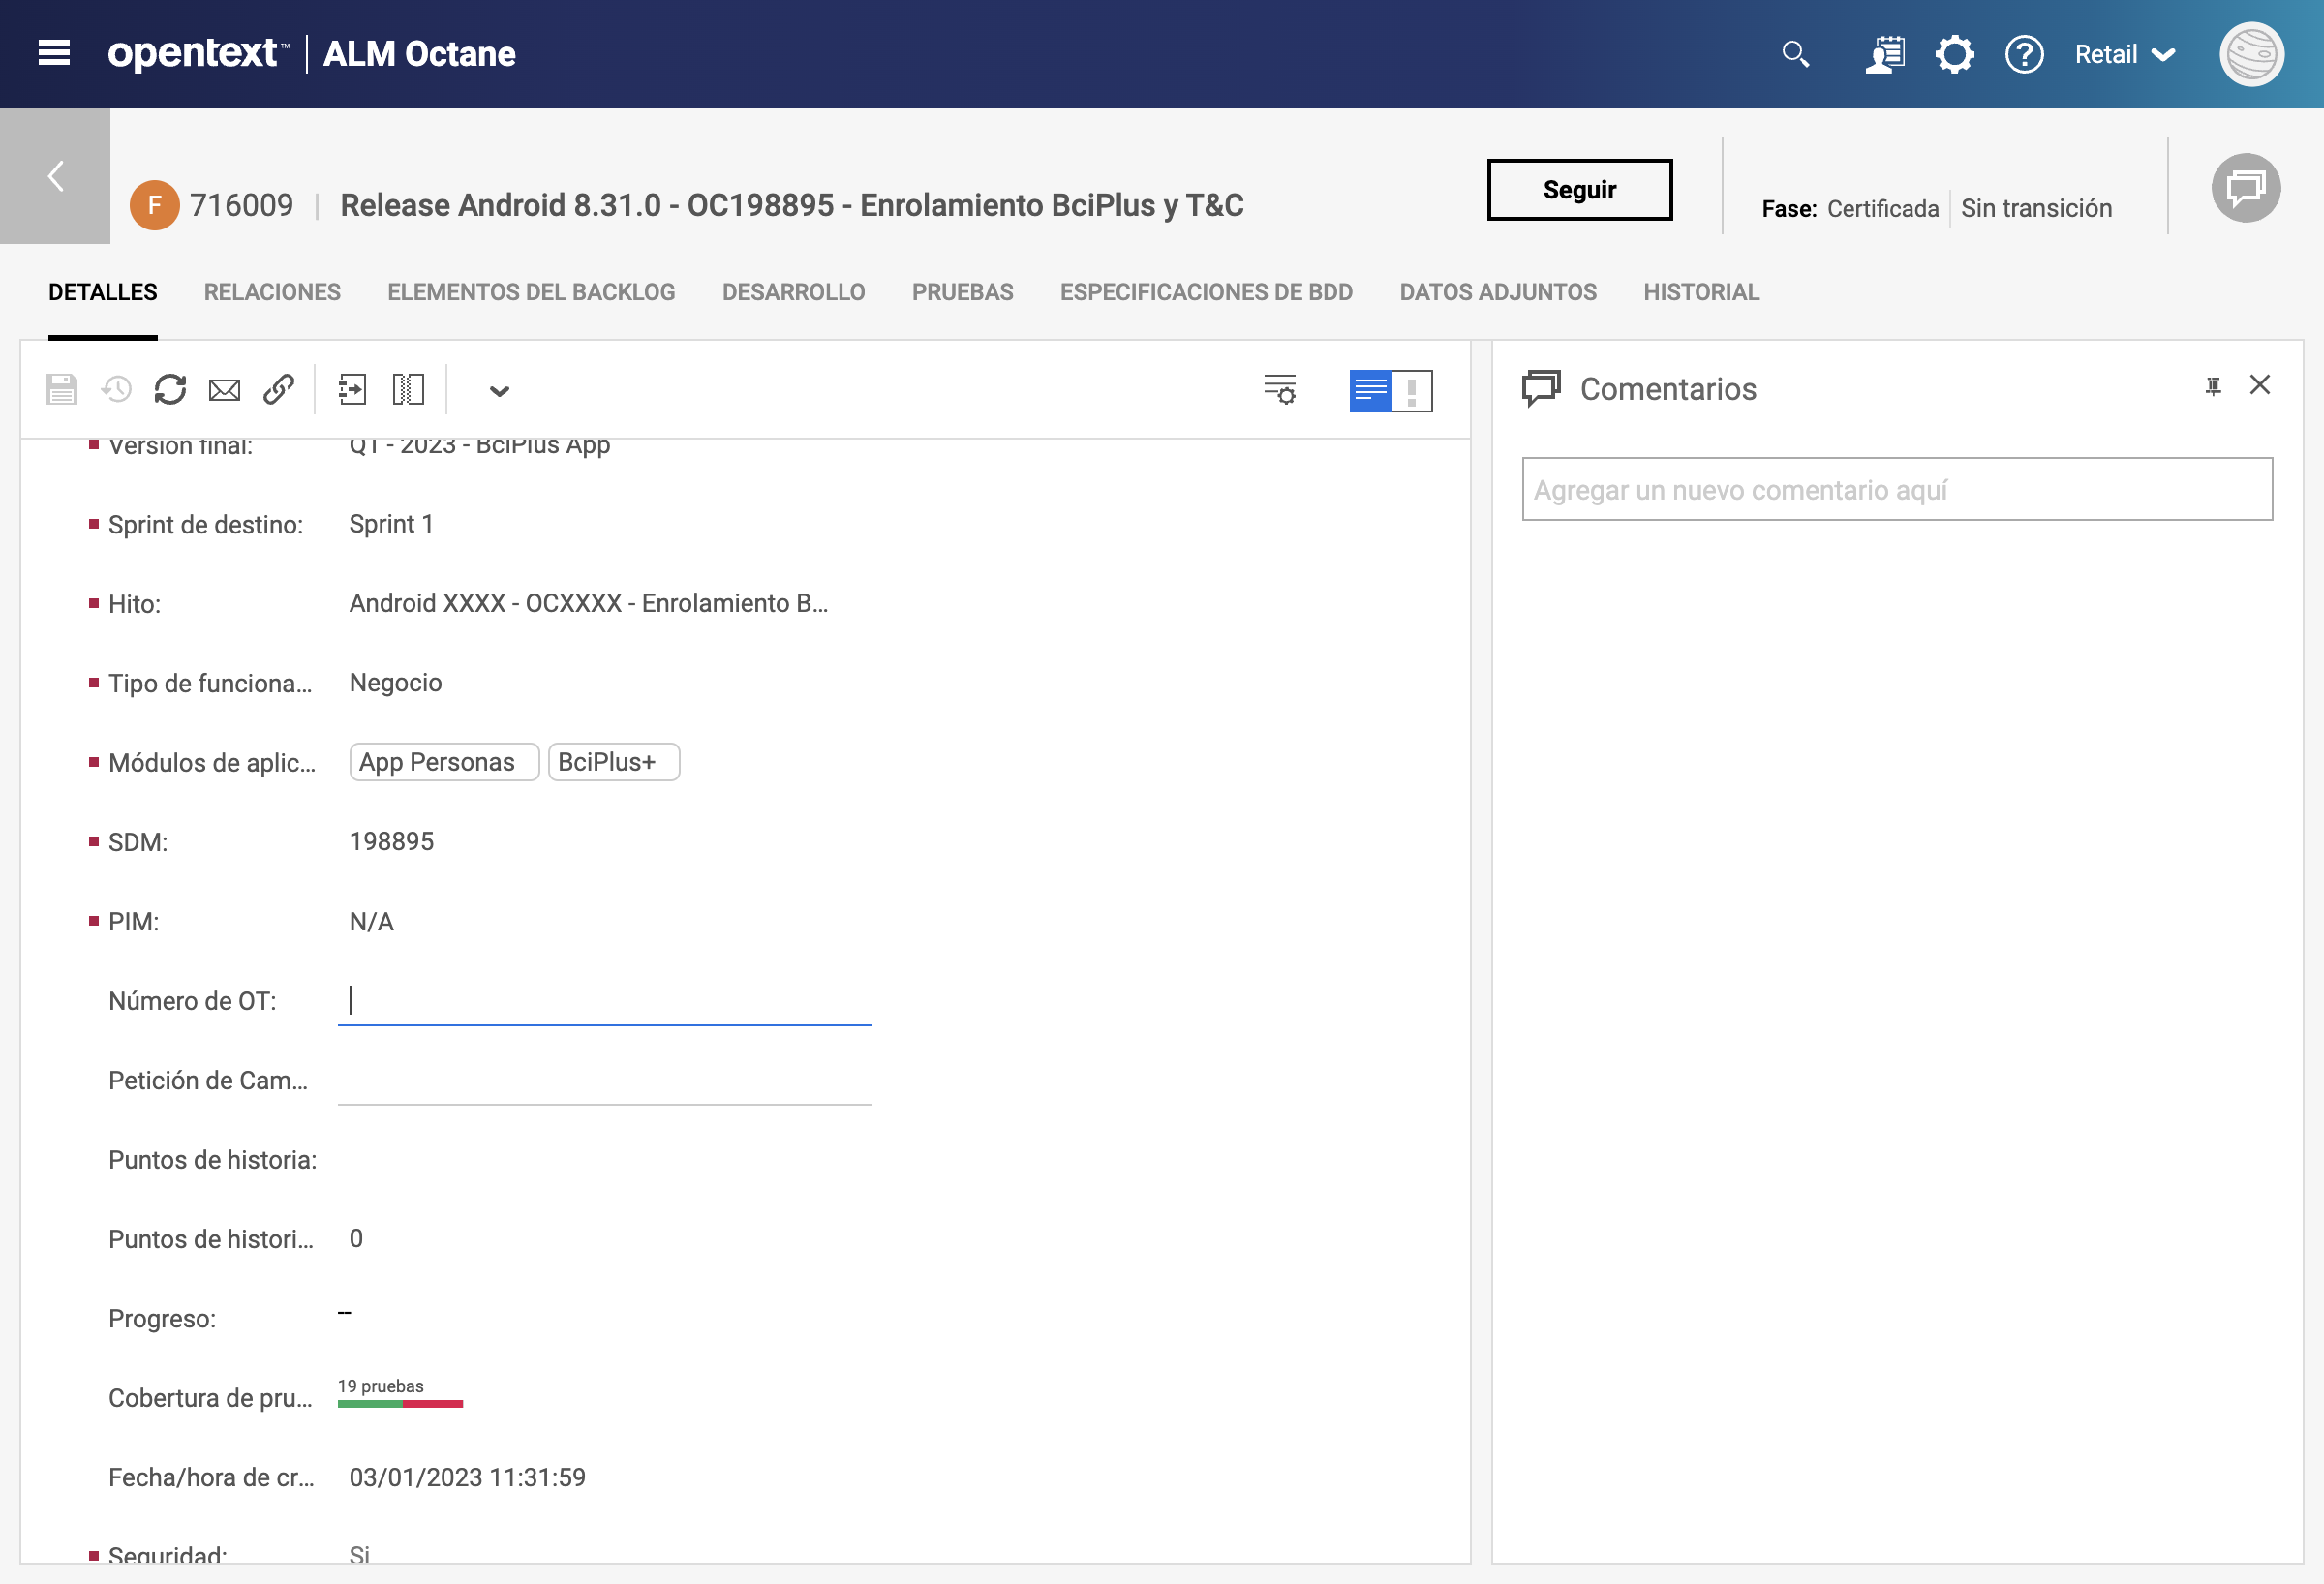 opentext™ | ALM Octane
Retail
F 716009 | Release Android 8.31.0 - OC198895 - Enrolamiento BciPlus y T&C
Seguir
Fase: Certificada Sin transición
DETALLES RELACIONES ELEMENTOS DEL BACKLOG DESARROLLO PRUEBAS ESPECIFICACIONES DE BDD DATOS ADJUNTOS HISTORIAL
Comentarios
Agregar un nuevo comentario aquí
Versión final: Q1 - 2023 - BciPlus App
Sprint de destino: Sprint 1
Hito: Android XXXX - OCXXXX - Enrolamiento B...
Tipo de funciona... Negocio
Módulos de aplic... App Personas BciPlus+
SDM: 198895
PIM: N/A
Número de OT:
Petición de Cam...
Puntos de historia:
Puntos de histori... 0
Progreso: --
Cobertura de pru... 19 pruebas
Fecha/hora de cr... 03/01/2023 11:31:59
Seguridad: Si